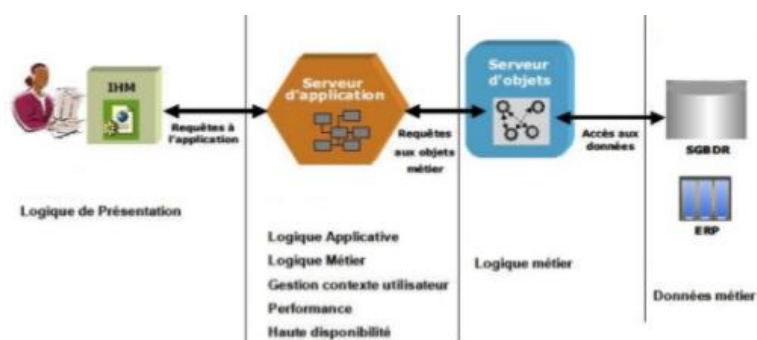 IHM
Requêtes à
l'application
Logique de Présentation
Serveur
d'application
Requêtes
aux objets
métier
Logique Applicative
Logique Métier
Gestion contexte utilisateur
Performance
Haute disponibilité
Serveur
d'objets
Logique métier
Accès aux
données
SGBDR
ERP
Données métier